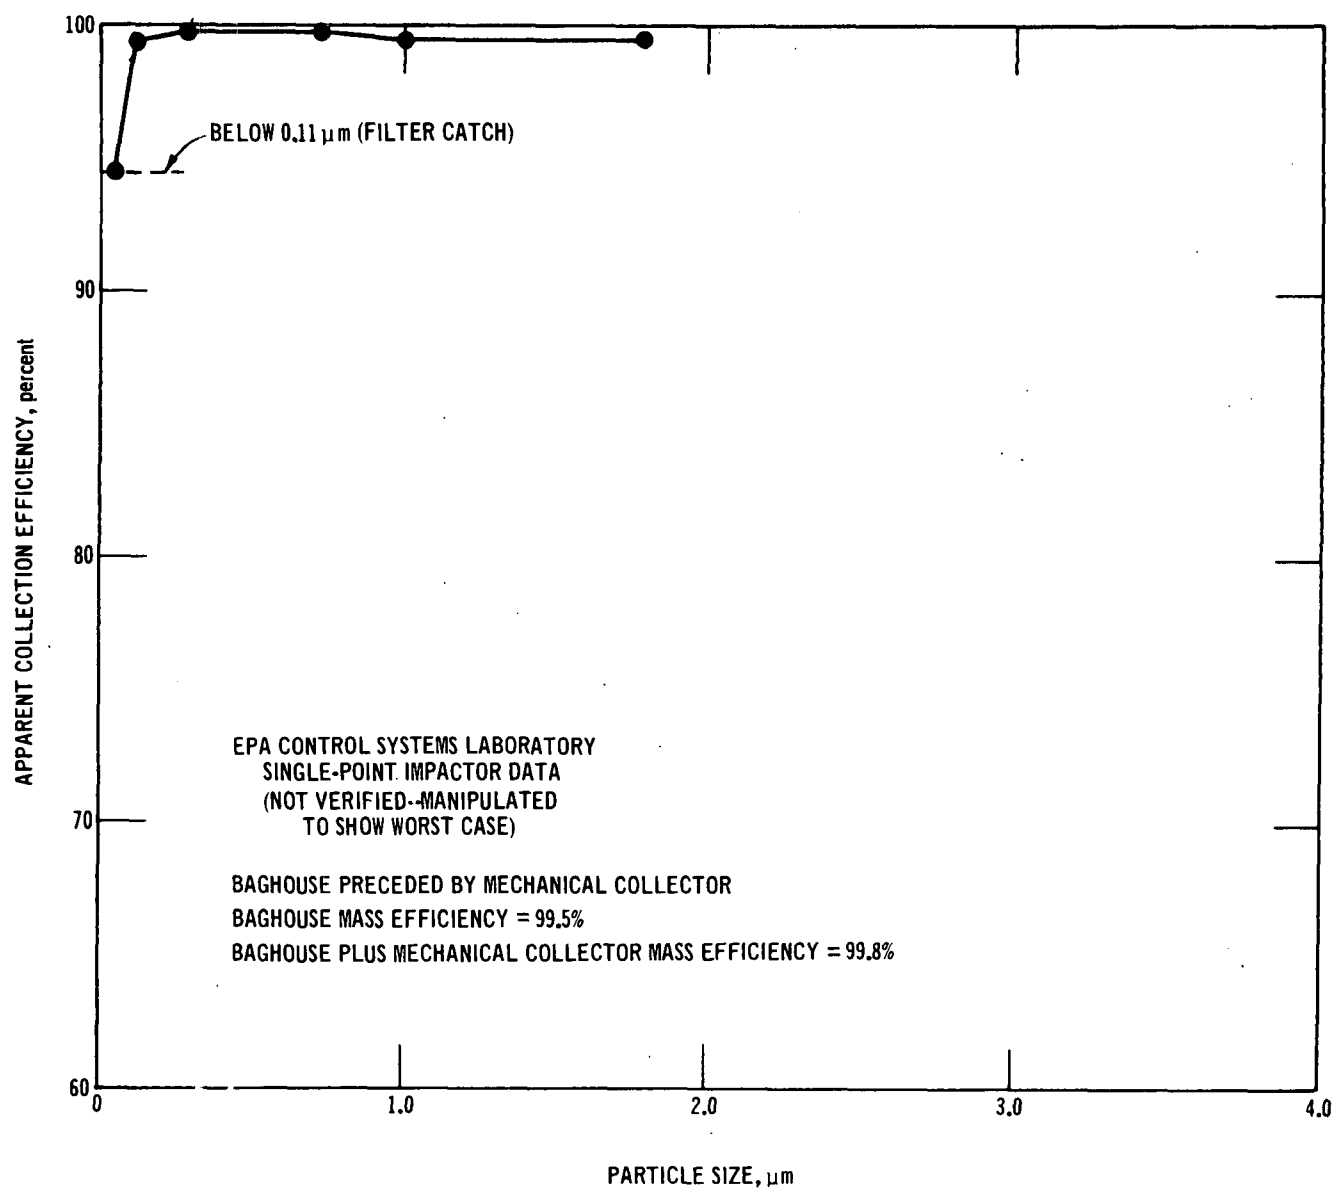 100
BELOW 0.11 μm (FILTER CATCH)
90
APPARENT COLLECTION EFFICIENCY, percent
80
EPA CONTROL SYSTEMS LABORATORY
SINGLE-POINT IMPACTOR DATA
(NOT VERIFIED--MANIPULATED
TO SHOW WORST CASE)
70
BAGHOUSE PRECEDED BY MECHANICAL COLLECTOR
BAGHOUSE MASS EFFICIENCY = 99.5%
BAGHOUSE PLUS MECHANICAL COLLECTOR MASS EFFICIENCY = 99.8%
60
0 1.0 2.0 3.0 4.0
PARTICLE SIZE, μm